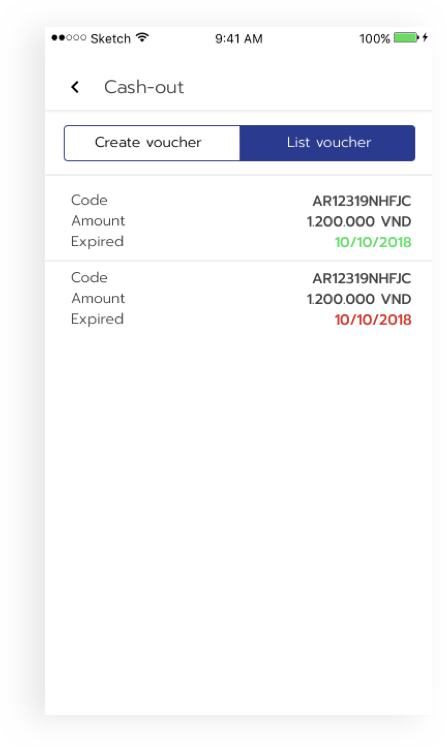 Sketch 9:41 AM 100%
Cash-out
Create voucher List voucher
Code AR12319NHFJC
Amount 1.200.000 VND
Expired 10/10/2018
Code AR12319NHFJC
Amount 1.200.000 VND
Expired 10/10/2018